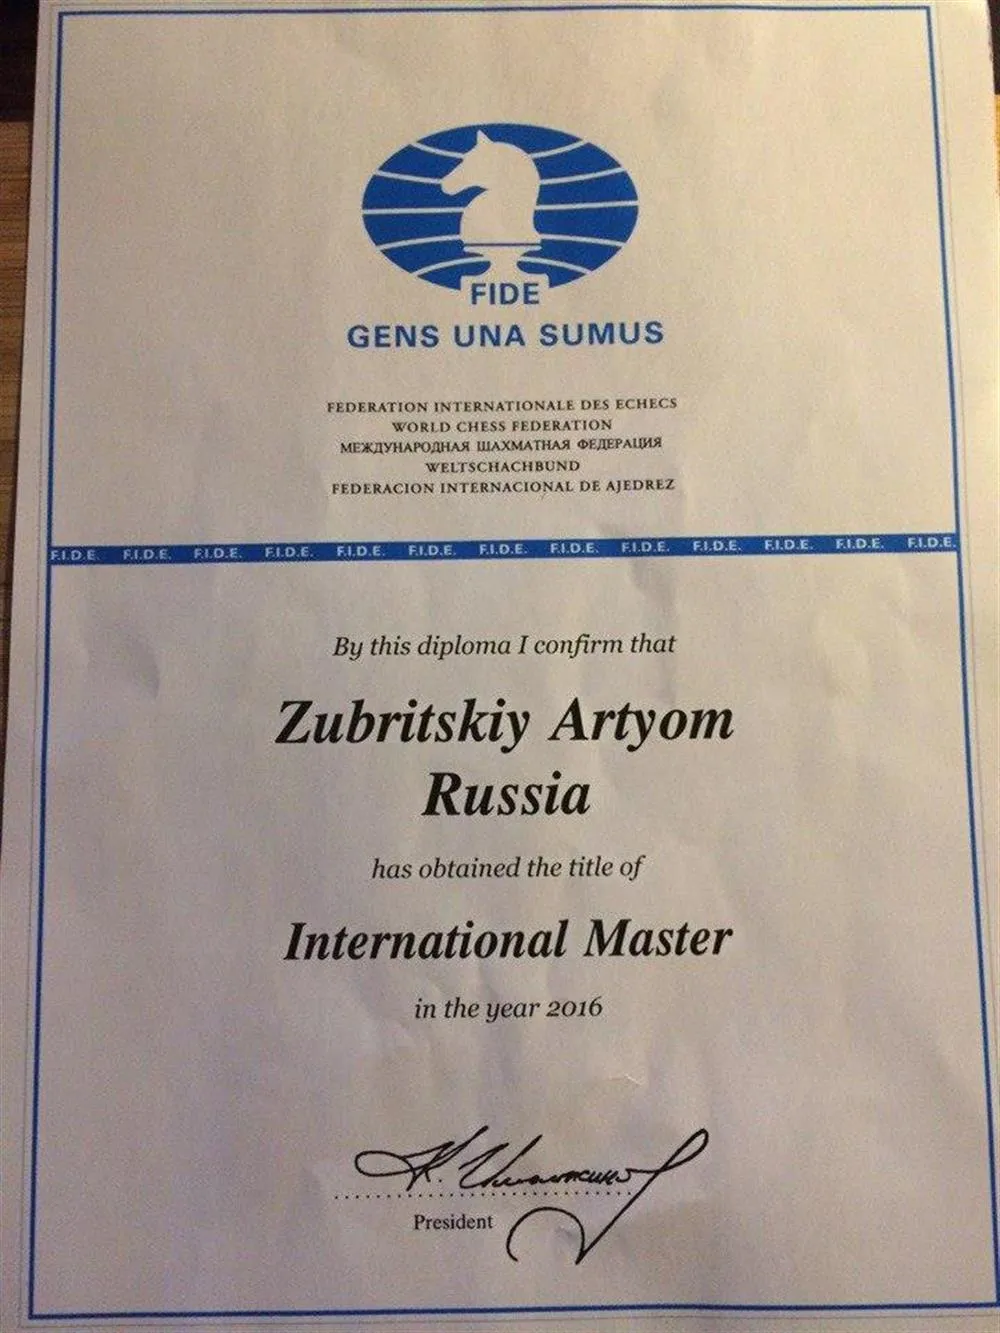 FIDE
GENS UNA SUMUS
FEDERATION INTERNATIONALE DES ECHECS
WORLD CHESS FEDERATION
МЕЖДУНАРОДНАЯ ШАХМАТНАЯ ФЕДЕРАЦИЯ
WELTSCHACHBUND
FEDERACION INTERNACIONAL DE AJEDREZ
F.I.D.E. F.I.D.E. F.I.D.E. F.I.D.E. F.I.D.E. F.I.D.E. F.I.D.E. F.I.D.E. F.I.D.E. F.I.D.E. F.I.D.E. F.I.D.E. F.I.D.E.
By this diploma I confirm that
Zubritskiy Artyom
Russia
has obtained the title of
International Master
in the year 2016
President